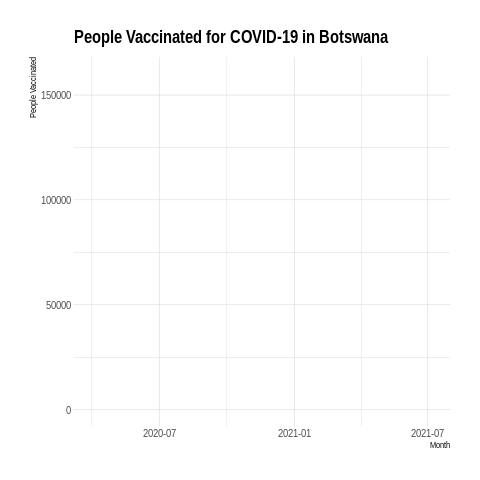 People Vaccinated for COVID-19 in Botswana
People Vaccinated
150000
100000
50000
0
2020-07 2021-01 2021-07
Month